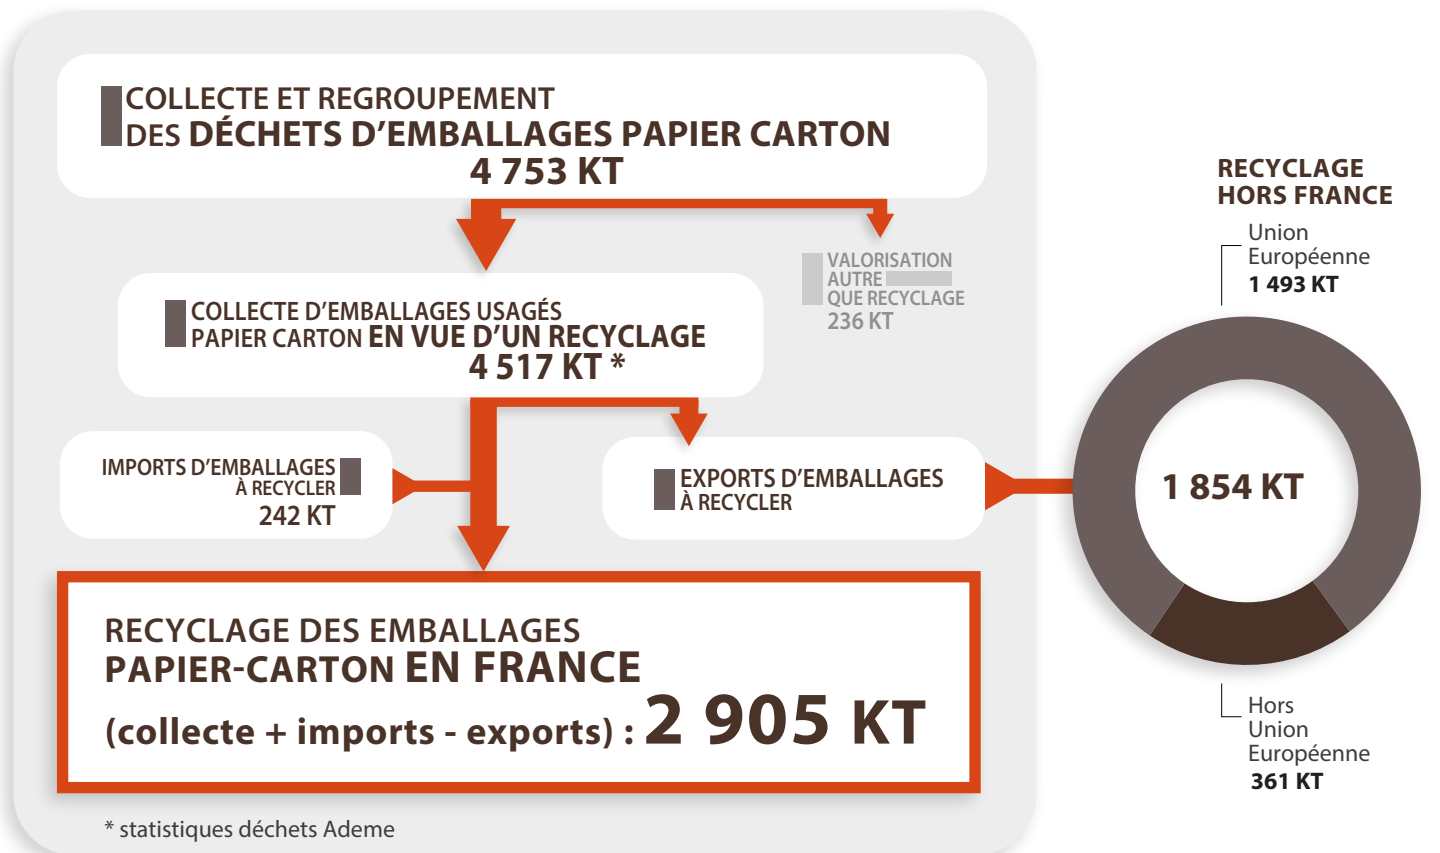 COLLECTE ET REGROUPEMENT
DES DÉCHETS D'EMBALLAGES PAPIER CARTON
4 753 KT
VALORISATION
AUTRE
QUE RECYCLAGE
236 KT
COLLECTE D'EMBALLAGES USAGÉS
PAPIER CARTON EN VUE D'UN RECYCLAGE
4 517 KT *
IMPORTS D'EMBALLAGES
À RECYCLER
242 KT
EXPORTS D'EMBALLAGES
À RECYCLER
RECYCLAGE DES EMBALLAGES
PAPIER-CARTON EN FRANCE
(collecte + imports - exports) : 2 905 KT
* statistiques déchets Ademe
RECYCLAGE
HORS FRANCE
Union
Européenne
1 493 KT
1 854 KT
Hors
Union
Européenne
361 KT